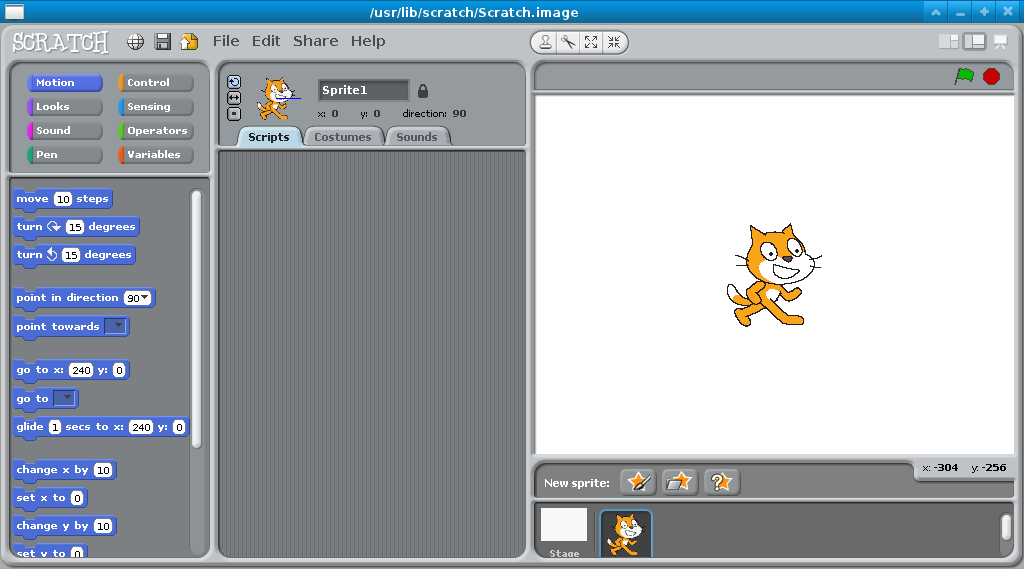 /usr/lib/scratch/Scratch.image
SCRATCH File Edit Share Help
Motion Control
Looks Sensing
Sound Operators
Pen Variables
move 10 steps
turn 15 degrees
turn 15 degrees
point in direction 90
point towards
go to x: 240 y: 0
go to
glide 1 secs to x: 240 y: 0
change x by 10
set x to 0
change y by 10
set y to 0
Sprite1
x: 0 y: 0 direction: 90
Scripts Costumes Sounds
x: -304 y: -256
New sprite:
?
Stage